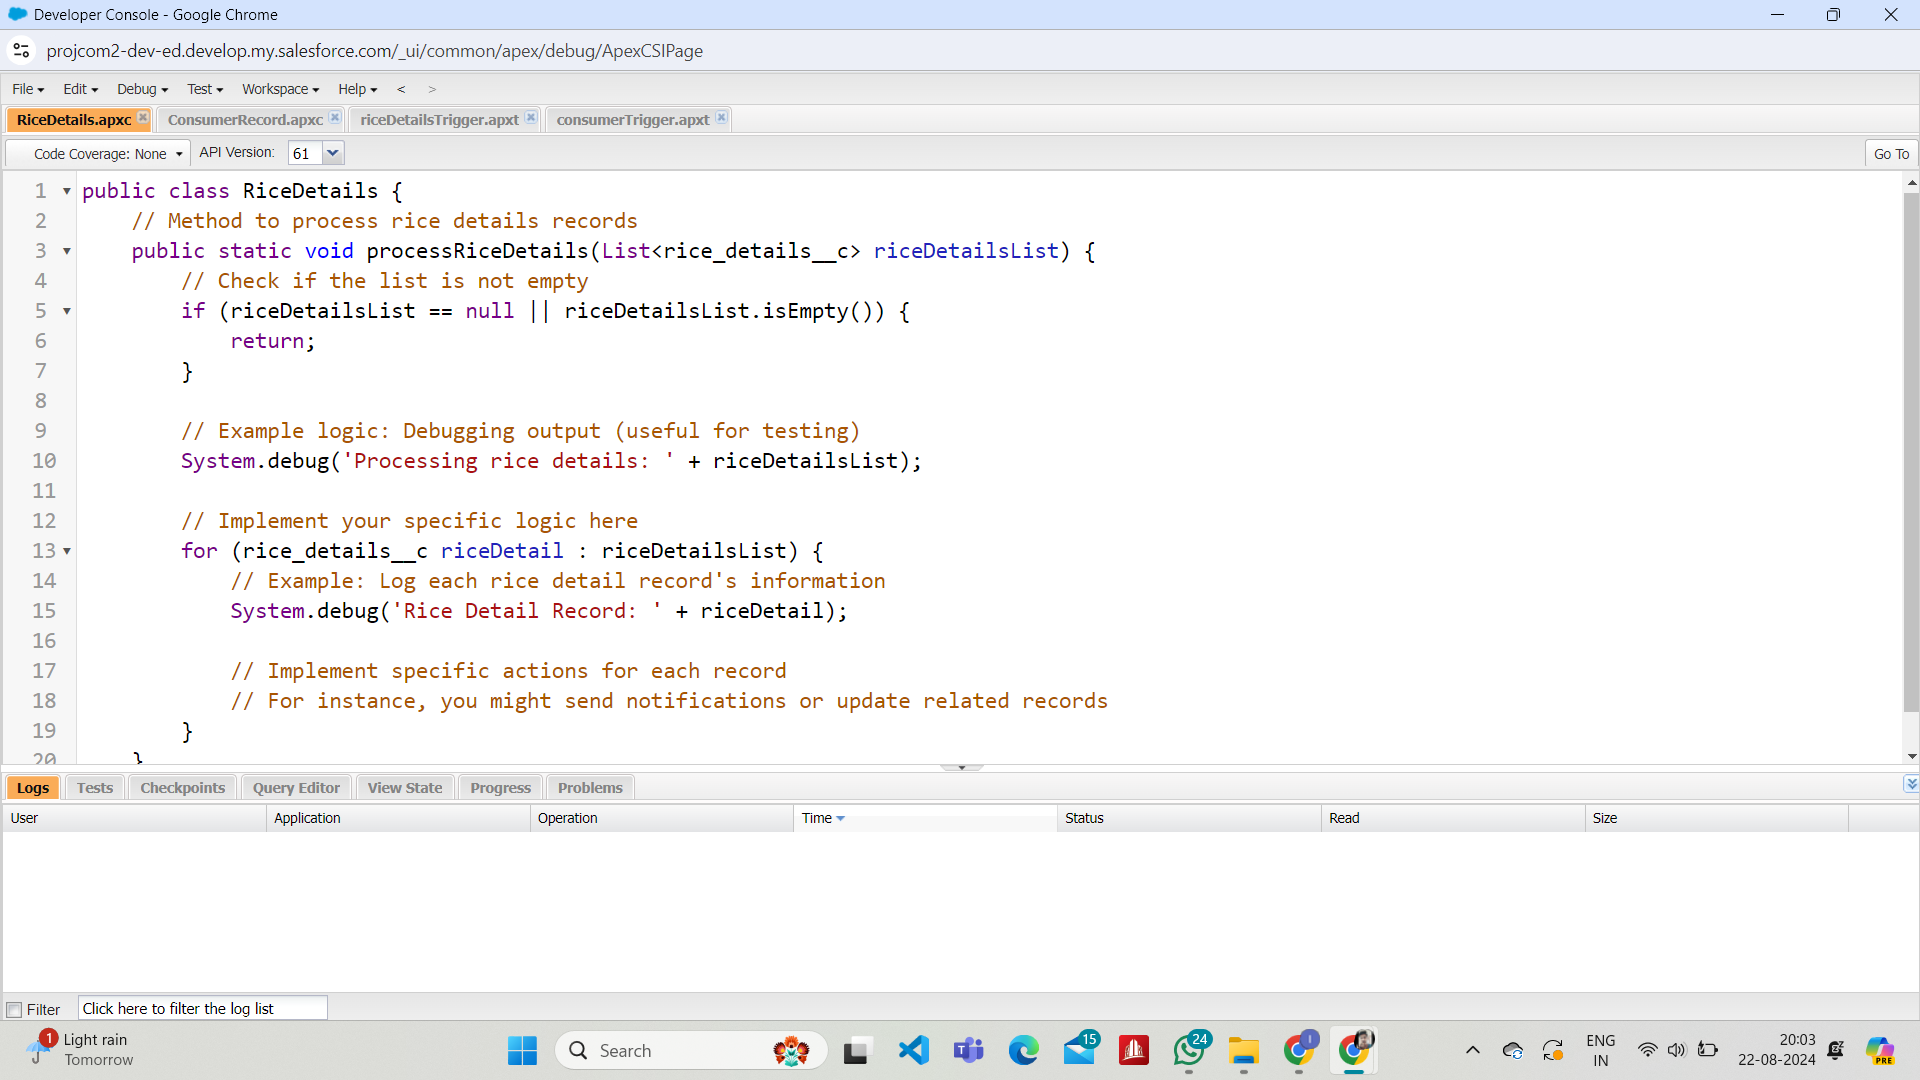 Developer Console - Google Chrome
projcom2-dev-ed.develop.my.salesforce.com/_ui/common/apex/debug/ApexCSIPage
File Edit Debug Test Workspace Help < >
RiceDetails.apxc ConsumerRecord.apxc riceDetailsTrigger.apxt consumerTrigger.apxt
Code Coverage: None API Version: 61 Go To
1 public class RiceDetails {
2 // Method to process rice details records
3 public static void processRiceDetails(List<rice_details__c> riceDetailsList) {
4 // Check if the list is not empty
5 if (riceDetailsList == null || riceDetailsList.isEmpty()) {
6 return;
7 }
8
9 // Example logic: Debugging output (useful for testing)
10 System.debug('Processing rice details: ' + riceDetailsList);
11
12 // Implement your specific logic here
13 for (rice_details__c riceDetail : riceDetailsList) {
14 // Example: Log each rice detail record's information
15 System.debug('Rice Detail Record: ' + riceDetail);
16
17 // Implement specific actions for each record
18 // For instance, you might send notifications or update related records
19 }
20 }
Logs Tests Checkpoints Query Editor View State Progress Problems
User Application Operation Time Status Read Size
Filter Click here to filter the log list
1 Light rain
Tomorrow
Search
15
24
ENG
IN
20:03
22-08-2024
PRE